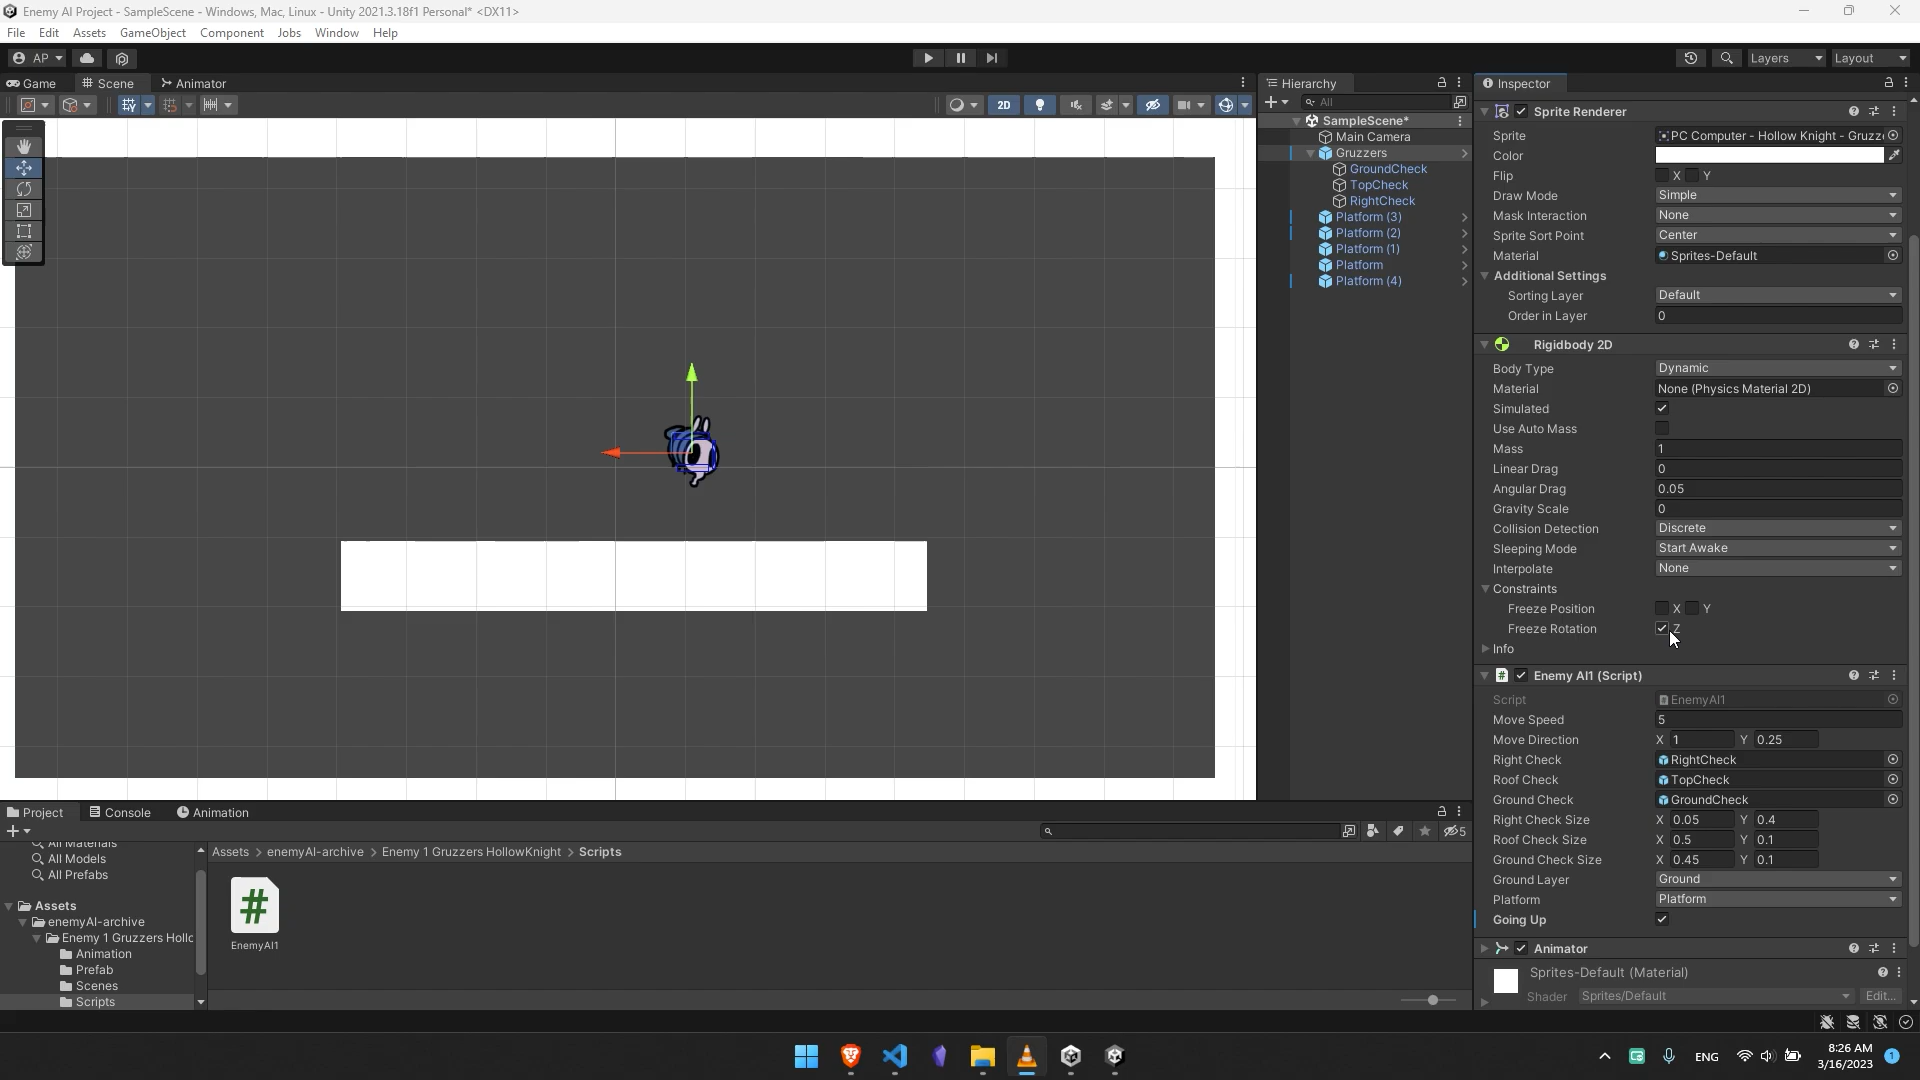 Enemy AI Project - SampleScene - Windows, Mac, Linux - Unity 2021.3.18f1 Personal* <DX11>
File Edit Assets GameObject Component Jobs Window Help
AP Layers Layout
Game Scene Animator
2D
Hierarchy
All
SampleScene*
Main Camera
Gruzzers
GroundCheck
TopCheck
RightCheck
Platform (3)
Platform (2)
Platform (1)
Platform
Platform (4)
Inspector
Sprite Renderer
Sprite PC Computer - Hollow Knight - Gruzz
Color
Flip X Y
Draw Mode Simple
Mask Interaction None
Sprite Sort Point Center
Material Sprites-Default
Additional Settings
Sorting Layer Default
Order in Layer 0
Rigidbody 2D
Body Type Dynamic
Material None (Physics Material 2D)
Simulated
Use Auto Mass
Mass 1
Linear Drag 0
Angular Drag 0.05
Gravity Scale 0
Collision Detection Discrete
Sleeping Mode Start Awake
Interpolate None
Constraints
Freeze Position X Y
Freeze Rotation Z
Info
Enemy AI1 (Script)
Script EnemyAI1
Move Speed 5
Move Direction X 1 Y 0.25
Right Check RightCheck
Roof Check TopCheck
Ground Check GroundCheck
Right Check Size X 0.05 Y 0.4
Roof Check Size X 0.5 Y 0.1
Ground Check Size X 0.45 Y 0.1
Ground Layer Ground
Platform Platform
Going Up
Animator
Sprites-Default (Material)
Shader Sprites/Default Edit...
Project Console Animation
5
All Materials
All Models
All Prefabs
Assets
enemyAI-archive
Enemy 1 Gruzzers Hollc
Animation
Prefab
Scenes
Scripts
Assets > enemyAI-archive > Enemy 1 Gruzzers HollowKnight > Scripts
#
EnemyAI1
ENG
8:26 AM
3/16/2023
1